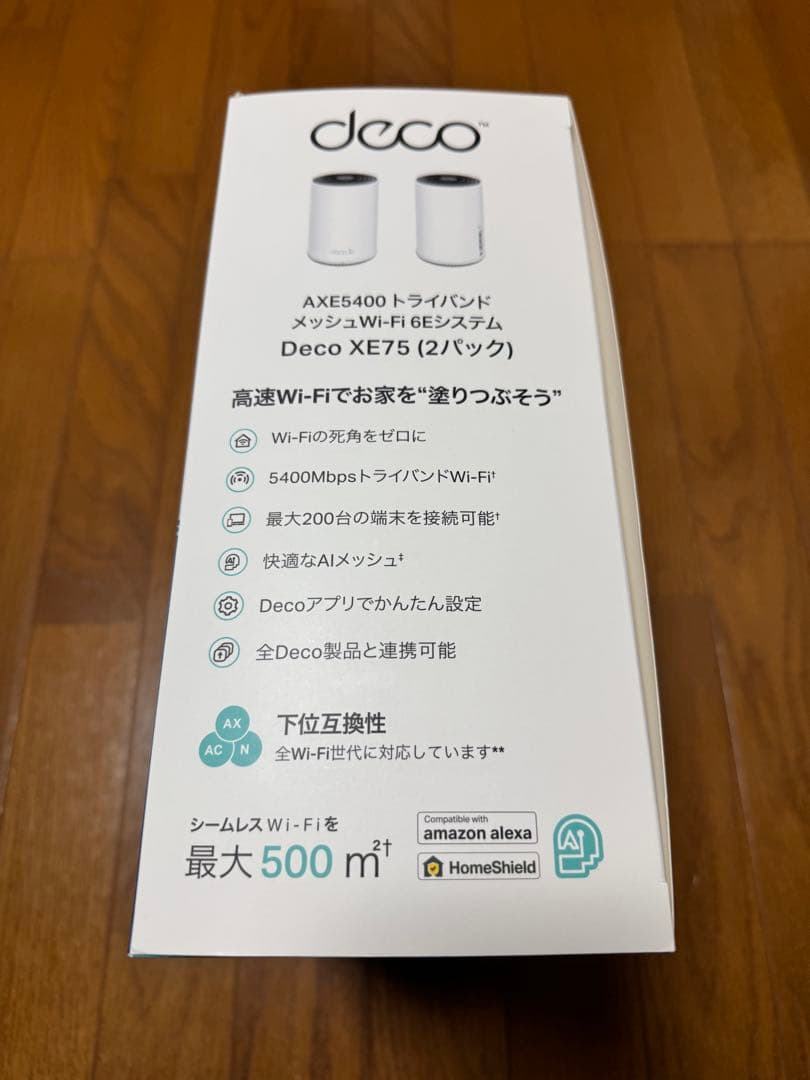 deco™
AXE5400 トライバンド
メッシュWi-Fi 6Eシステム
Deco XE75 (2パック)
高速Wi-Fiでお家を“塗りつぶそう”
Wi-Fiの死角をゼロに
5400MbpsトライバンドWi-Fi†
最大200台の端末を接続可能†
快適なAIメッシュ‡
Decoアプリでかんたん設定
全Deco製品と連携可能
AX
AC N
下位互換性
全Wi-Fi世代に対応しています**
シームレスWi-Fiを
最大500 m²†
Compatible with
amazon alexa
HomeShield
AI